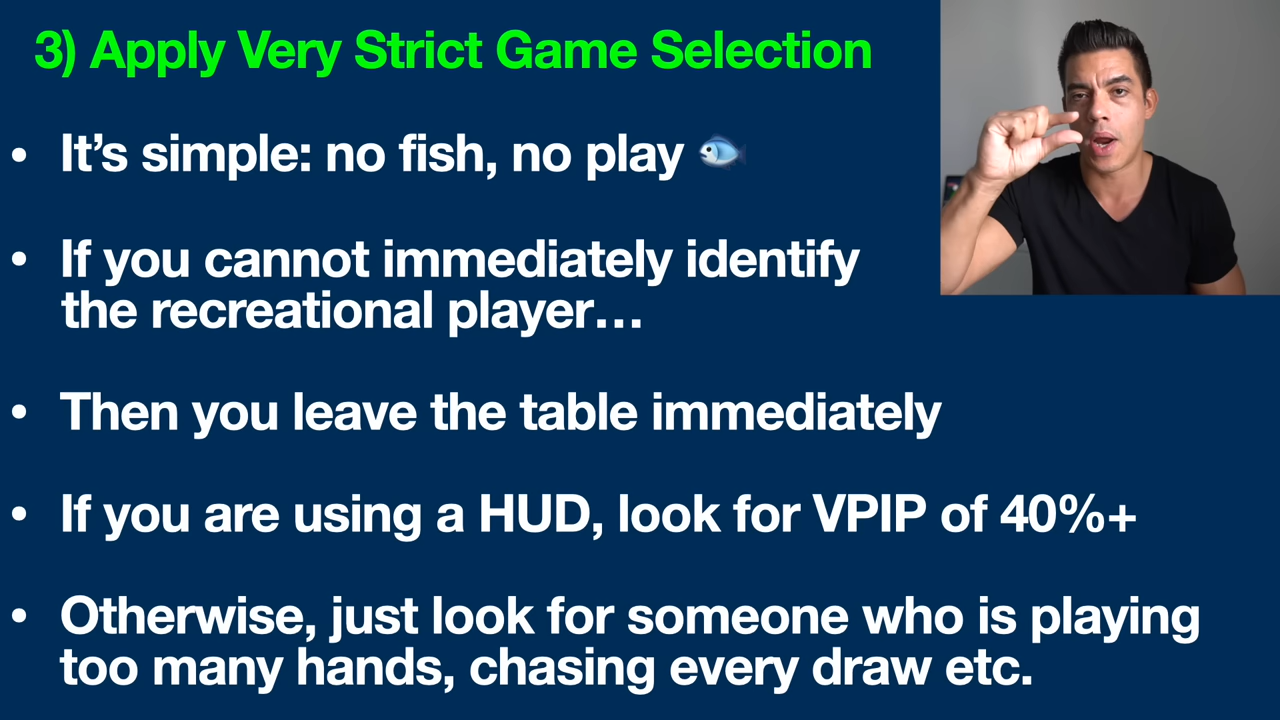 3) Apply Very Strict Game Selection
• It’s simple: no fish, no play 🐟
• If you cannot immediately identify
the recreational player…
• Then you leave the table immediately
• If you are using a HUD, look for VPIP of 40%+
• Otherwise, just look for someone who is playing
too many hands, chasing every draw etc.